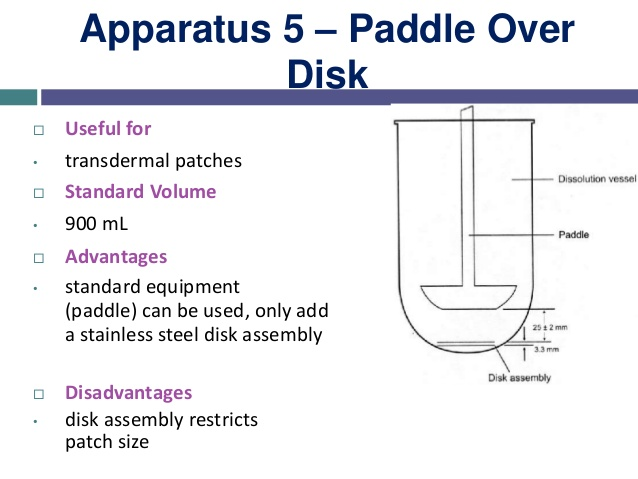 Apparatus 5 – Paddle Over
Disk
Useful for
transdermal patches
Standard Volume
900 mL
Advantages
standard equipment
(paddle) can be used, only add
a stainless steel disk assembly
Disadvantages
disk assembly restricts
patch size
Dissolution vessel
Paddle
25 ± 2 mm
3.3 mm
Disk assembly